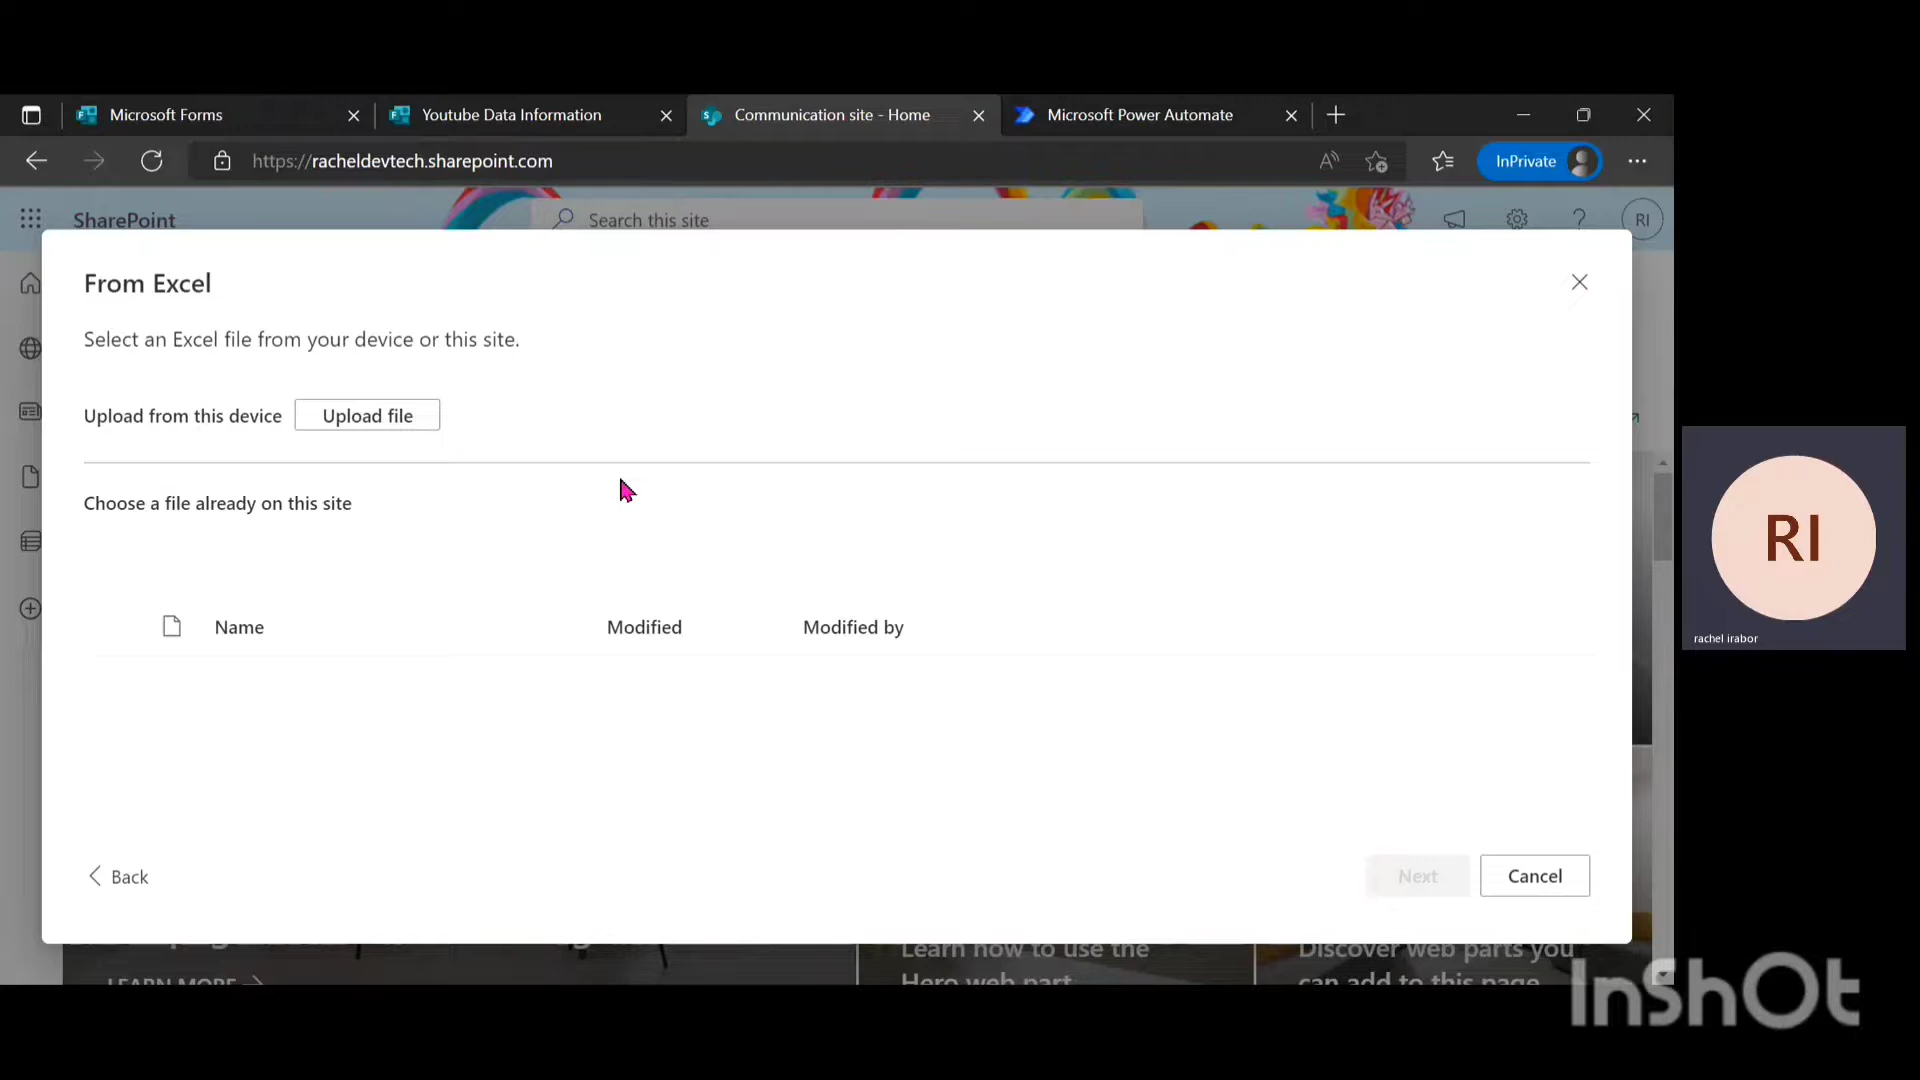 Microsoft Forms
Youtube Data Information
Communication site - Home
Microsoft Power Automate
https://racheldevtech.sharepoint.com
InPrivate
SharePoint
Search this site
RI
From Excel
Select an Excel file from your device or this site.
Upload from this device
Upload file
Choose a file already on this site
Name
Modified
Modified by
RI
rachel irabor
Back
Next
Cancel
Learn how to use the
Hero web part
Discover web parts you
can add to this page
LEARN MORE
InShOt